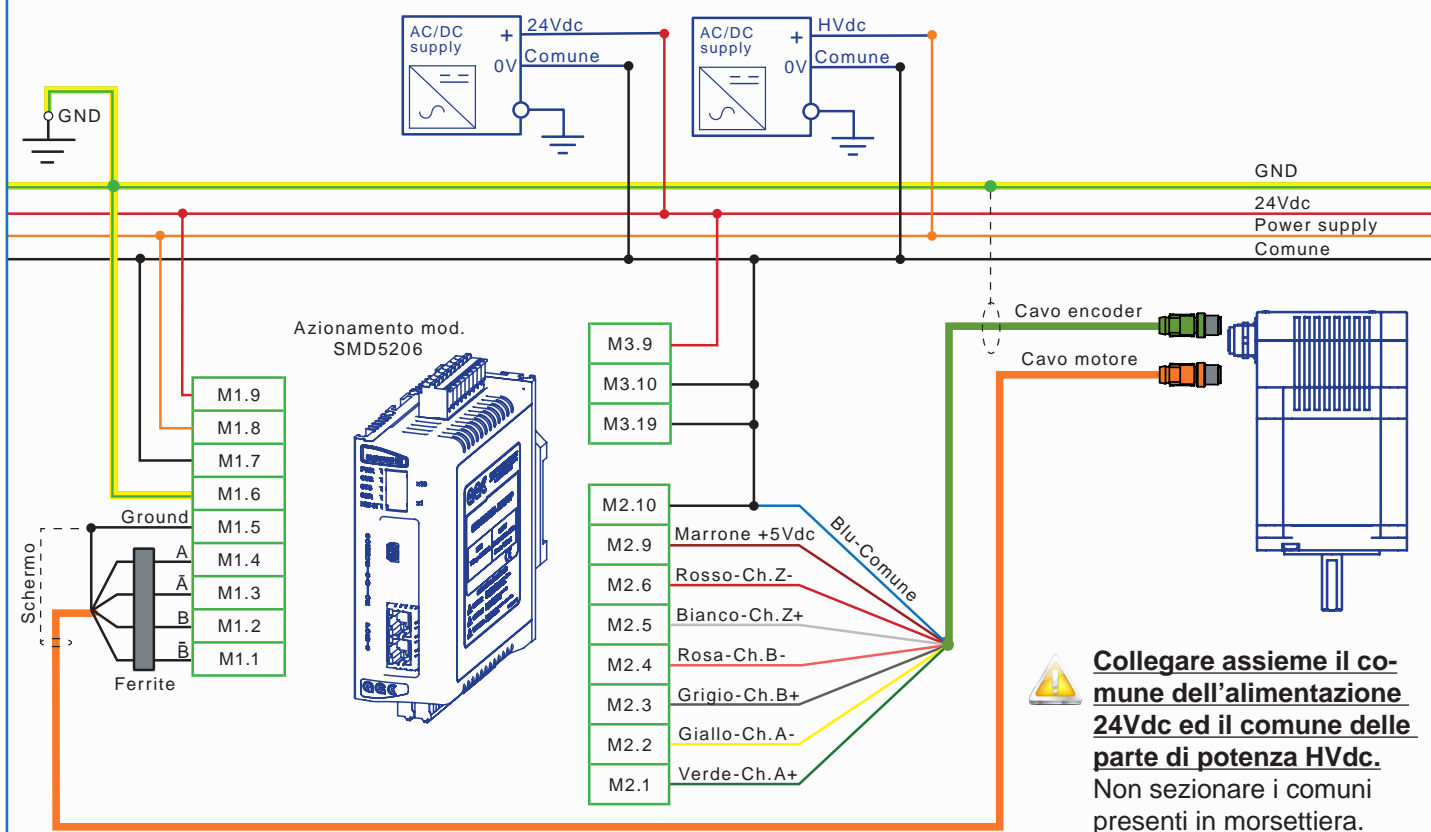 AC/DC
supply
+
24Vdc
0V
Comune
AC/DC
supply
+
HVdc
0V
Comune
GND
GND
24Vdc
Power supply
Comune
Azionamento mod.
SMD5206
Cavo encoder
Cavo motore
M1.9
M1.8
M1.7
M1.6
Ground
M1.5
A
M1.4
Ā
M1.3
B
M1.2
B̄
M1.1
Schermo
Ferrite
M3.9
M3.10
M3.19
M2.10
Blu-Comune
M2.9
Marrone +5Vdc
M2.6
Rosso-Ch.Z-
M2.5
Bianco-Ch.Z+
M2.4
Rosa-Ch.B-
M2.3
Grigio-Ch.B+
M2.2
Giallo-Ch.A-
M2.1
Verde-Ch.A+
Collegare assieme il co-
mune dell’alimentazione
24Vdc ed il comune delle
parte di potenza HVdc.
Non sezionare i comuni
presenti in morsettiera.